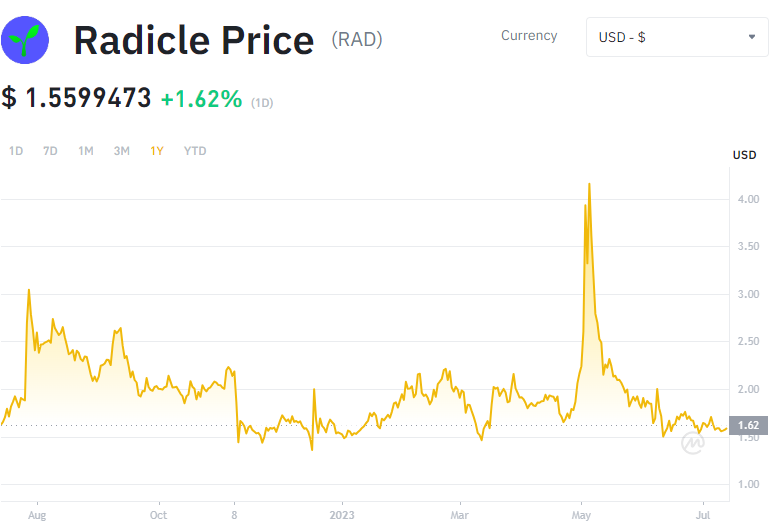 Radicle Price (RAD)
Currency
USD - $
$ 1.5599473 +1.62% (1D)
1D 7D 1M 3M 1Y YTD
USD
4.00
3.50
3.00
2.50
2.00
1.62
1.50
1.00
Aug Oct 8 2023 Mar May Jul